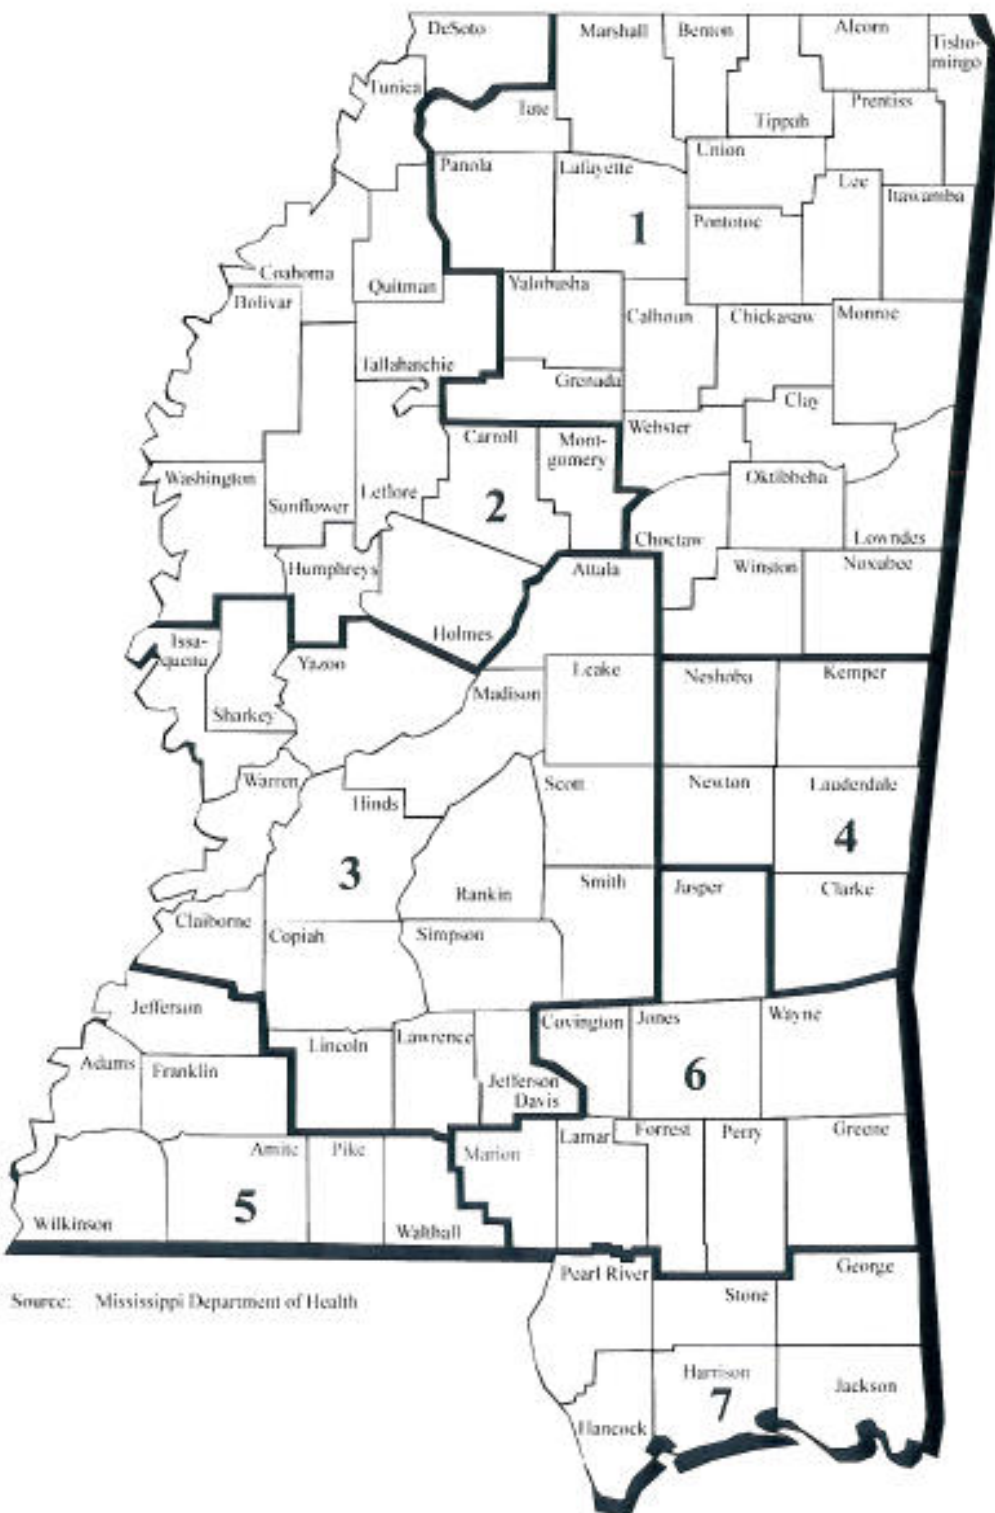 DeSoto
Marshall
Benton
Alcorn
Tisho-
mingo
Tunica
Tate
Tippah
Prentiss
Union
Panola
Lafayette
Lee
Itawamba
Pontotoc
1
Coahoma
Quitman
Yalobusha
Bolivar
Calhoun
Chickasaw
Monroe
Tallahatchie
Grenada
Clay
Webster
Carroll
Mont-
gomery
Washington
Sunflower
Leflore
2
Oktibbeha
Choctaw
Lowndes
Humphreys
Attala
Winston
Noxubee
Holmes
Issa-
quena
Yazoo
Leake
Neshoba
Kemper
Madison
Sharkey
Warren
Hinds
Scott
Newton
Lauderdale
4
3
Rankin
Smith
Jasper
Clarke
Claiborne
Copiah
Simpson
Jefferson
Covington
Jones
Wayne
Lincoln
Lawrence
Adams
Franklin
Jefferson
Davis
6
Amite
Pike
Marion
Lamar
Forrest
Perry
Greene
5
Wilkinson
Walthall
Pearl River
George
Stone
Source: Mississippi Department of Health
Harrison
7
Jackson
Hancock